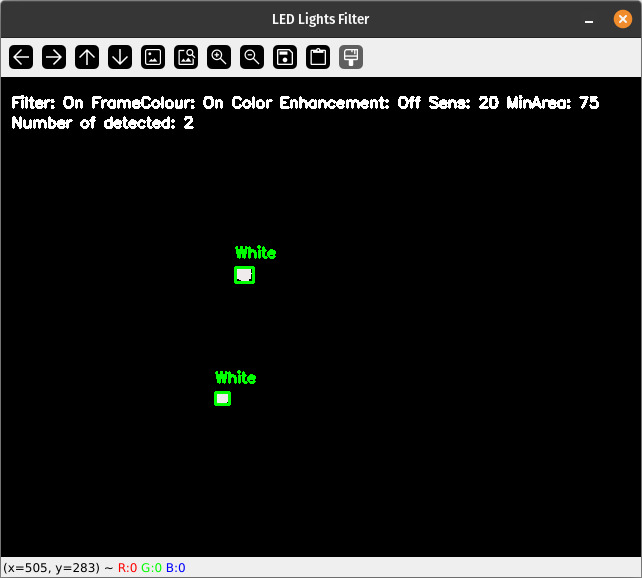 LED Lights Filter
Filter: On FrameColour: On Color Enhancement: Off Sens: 20 MinArea: 75
Number of detected: 2
White
White
(x=505, y=283) ~ R:0 G:0 B:0